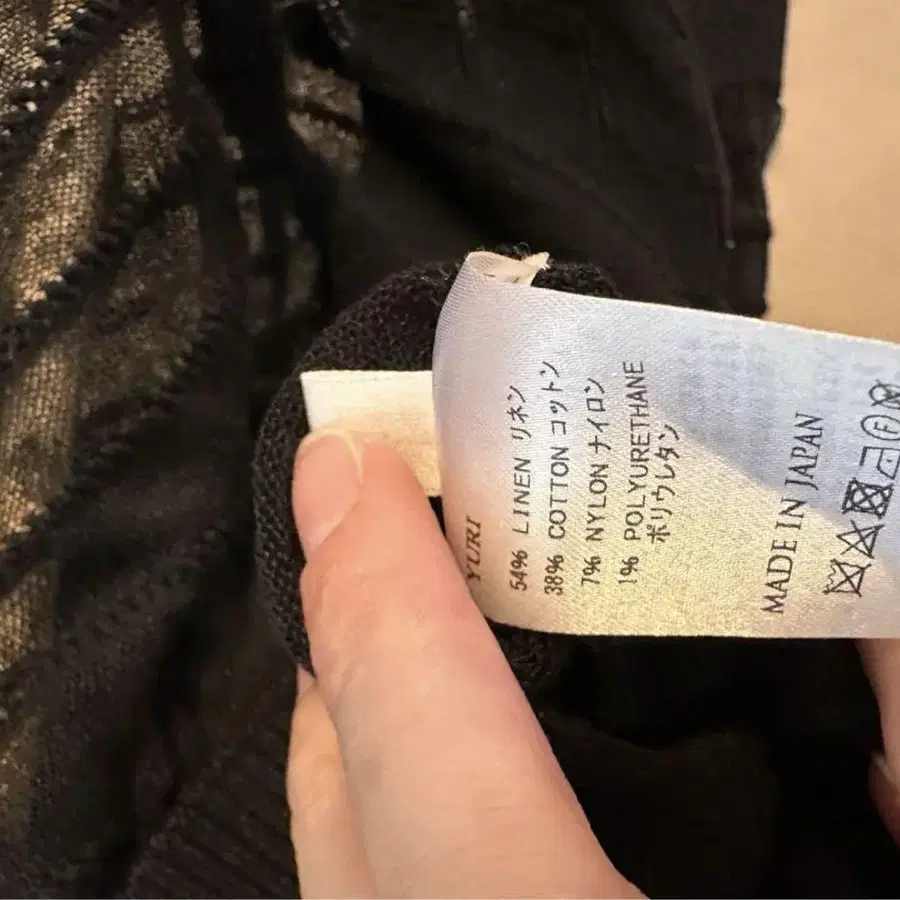 YURI
54% LINEN リネン
38% COTTON コットン
7% NYLON ナイロン
1% POLYURETHANE
ポリウレタン
MADE IN JAPAN